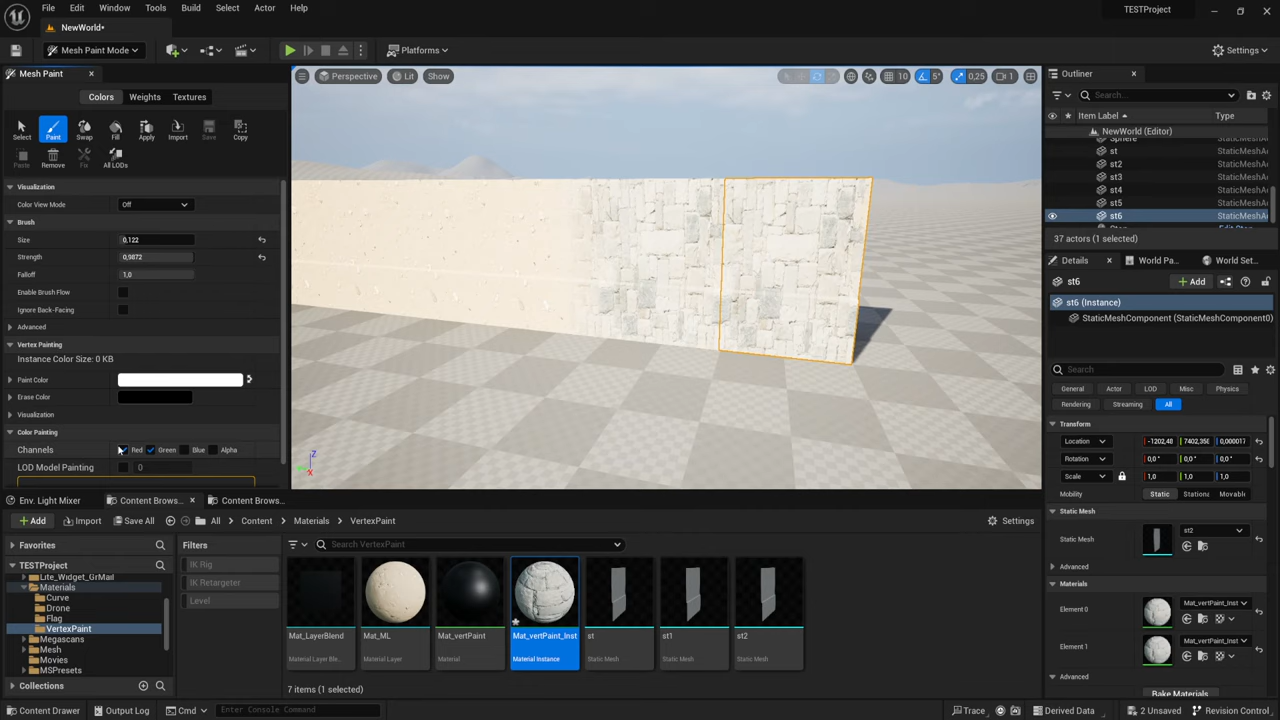 File Edit Window Tools Build Select Actor Help
TESTProject
NewWorld*
Mesh Paint Mode
Platforms
Settings
Mesh Paint
Perspective Lit Show
10 5° 0,25 1
Outliner
Colors Weights Textures
Search...
Item Label Type
Select Paint Swap Fill Apply Import Save Copy
NewWorld (Editor)
Sphere StaticMeshAc
st StaticMeshAc
Paste Remove Fix All LODs
st2 StaticMeshAc
st3 StaticMeshAc
Visualization
st4 StaticMeshAc
Color View Mode Off
st5 StaticMeshAc
st6 StaticMeshAc
Brush
Size 0,122
37 actors (1 selected)
Strength 0,9872
Details World Pa... World Set...
Falloff 1,0
st6 Add
Enable Brush Flow
st6 (Instance)
Ignore Back-Facing
StaticMeshComponent (StaticMeshComponent0)
Advanced
Vertex Painting
Instance Color Size: 0 KB
Search
Paint Color
General Actor LOD Misc Physics
Erase Color
Rendering Streaming All
Visualization
Color Painting
Transform
Channels Red Green Blue Alpha
Location -1202,48 7402,358 0,000017
Rotation 0,0 ° 0,0 ° 0,0 °
LOD Model Painting 0
Scale 1,0 1,0 1,0
Z
X
Mobility Static Stationa Movabl
Env. Light Mixer Content Brows... Content Brows...
Static Mesh
Add Import Save All All Content Materials VertexPaint Settings
Static Mesh st2
Favorites Filters Search VertexPaint
TESTProject IK Rig
Lite_Widget_GrMail IK Retargeter
Materials Level
Curve
Drone
Flag
VertexPaint
Megascans
Mesh
Movies
MSPresets
Collections
Mat_LayerBlend Mat_ML Mat_vertPaint Mat_vertPaint_Inst st st1 st2
Material Layer Ble... Material Layer Material Material Instance Static Mesh Static Mesh Static Mesh
7 items (1 selected)
Advanced
Materials
Element 0 Mat_vertPaint_Inst
Element 1 Mat_vertPaint_Inst
Advanced
Bake Materials
Content Drawer Output Log Cmd Enter Console Command Trace Derived Data 2 Unsaved Revision Control